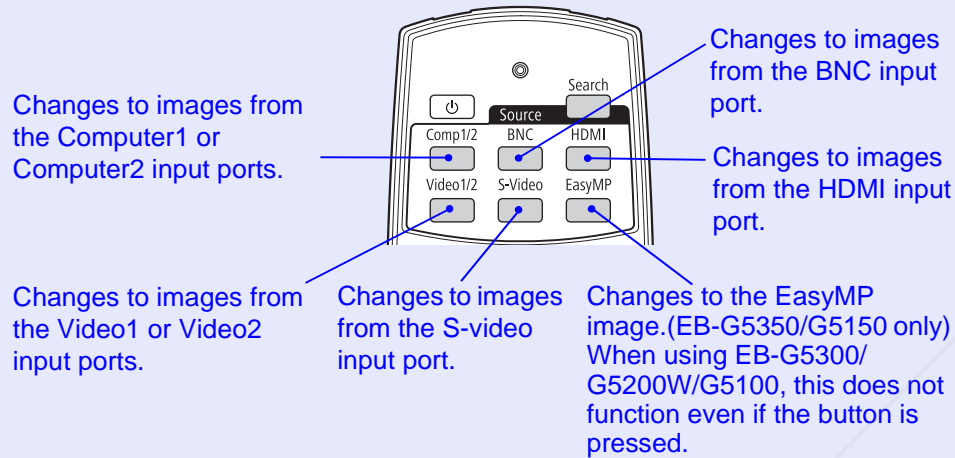 Changes to images
from the BNC input
port.
Search
Source
Comp1/2 BNC HDMI
Changes to images from
the Computer1 or
Computer2 input ports.
Changes to images
from the HDMI input
port.
Video1/2 S-Video EasyMP
Changes to images from
the Video1 or Video2
input ports.
Changes to images
from the S-video
input port.
Changes to the EasyMP
image.(EB-G5350/G5150 only)
When using EB-G5300/
G5200W/G5100, this does not
function even if the button is
pressed.